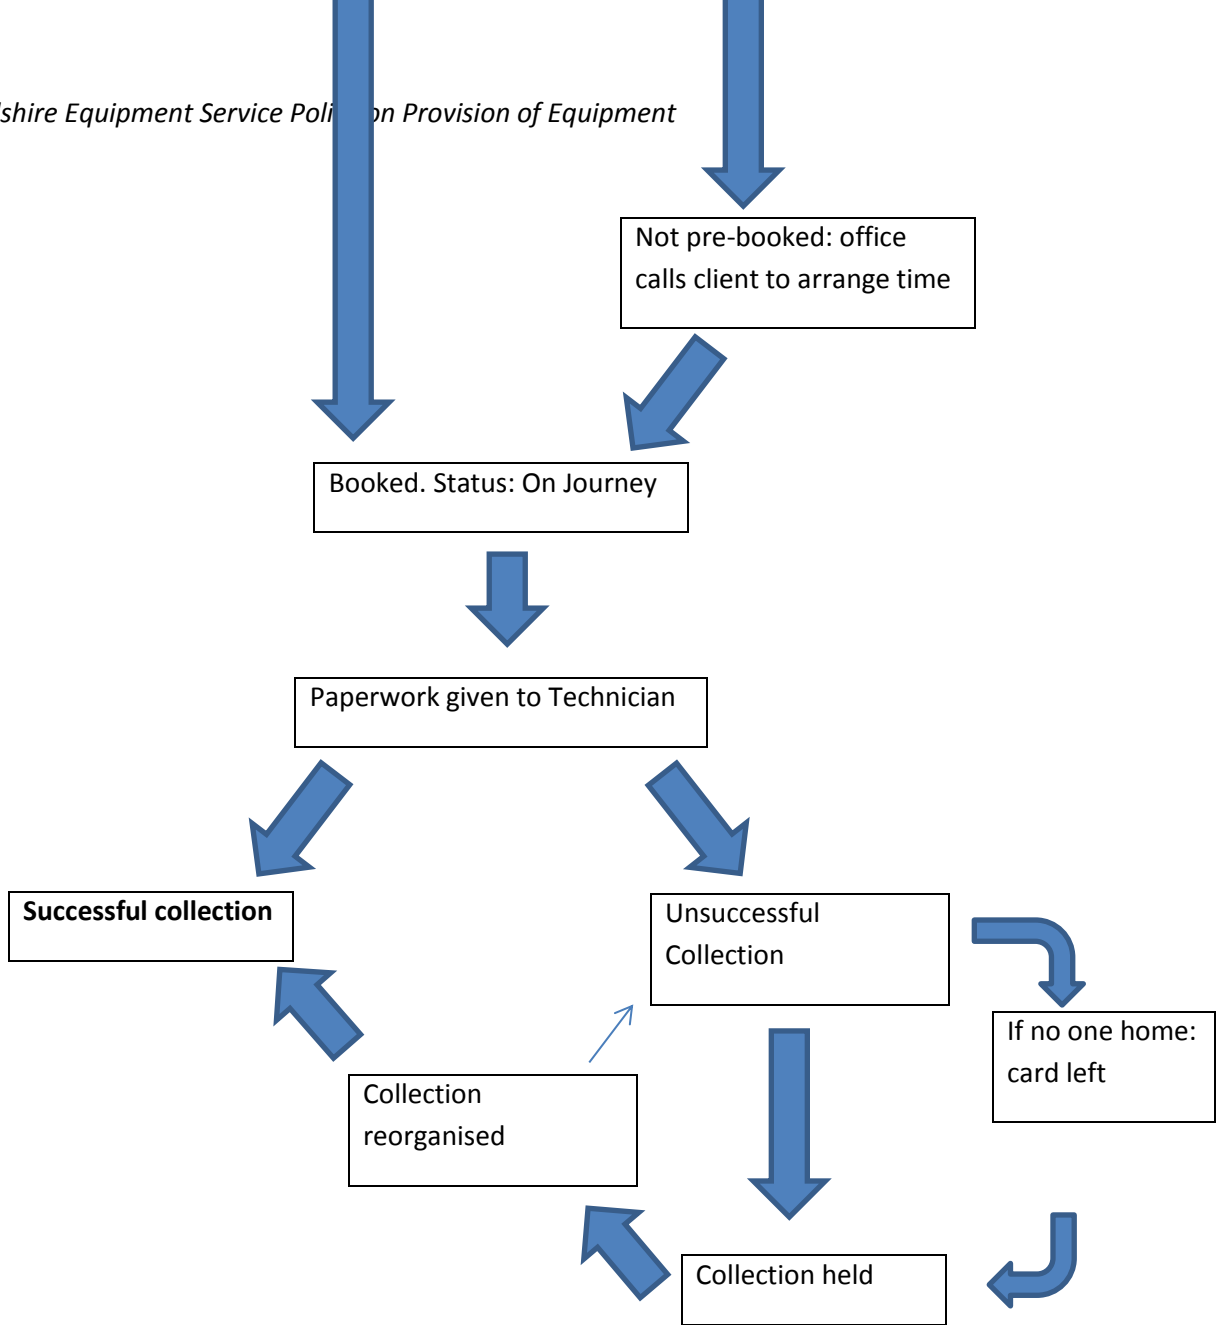 shire Equipment Service Poli on Provision of Equipment
Not pre-booked: office
calls client to arrange time
Booked. Status: On Journey
Paperwork given to Technician
Successful collection
Unsuccessful
Collection
If no one home:
card left
Collection
reorganised
Collection held